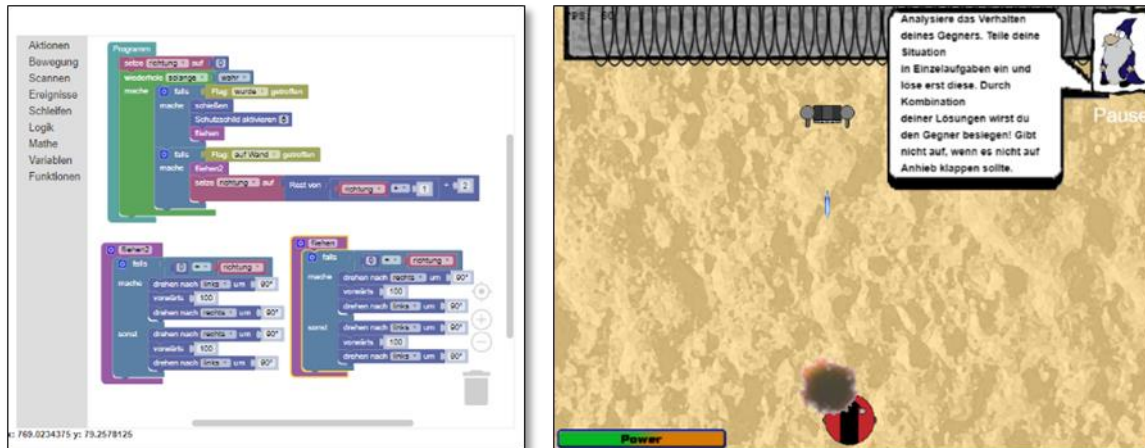 Aktionen
Bewegung
Scannen
Ereignisse
Schleifen
Logik
Mathe
Variablen
Funktionen
Programm
setze richtung auf 0
wiederhole solange wahr
mache falls Flag wurde getroffen
mache schießen
Schutzschild aktivieren
fliehen
falls Flag auf Wand getroffen
mache fliehen2
setze richtung auf Rest von richtung + 1 ÷ 2
fliehen2
falls 0 = richtung
mache drehen nach links um 90°
vorwärts 100
drehen nach rechts um 90°
sonst drehen nach rechts um 90°
vorwärts 100
drehen nach links um 90°
fliehen
falls 0 = richtung
mache drehen nach rechts um 90°
vorwärts 100
drehen nach links um 90°
sonst drehen nach links um 90°
vorwärts 100
drehen nach links um 90°
x: 769.0234375 y: 79.2578125
Analysiere das Verhalten
deines Gegners. Teile deine
Situation
in Einzelaufgaben ein und
löse erst diese. Durch
Kombination
deiner Lösungen wirst du
den Gegner besiegen! Gibt
nicht auf, wenn es nicht auf
Anhieb klappen sollte.
Pause
Power